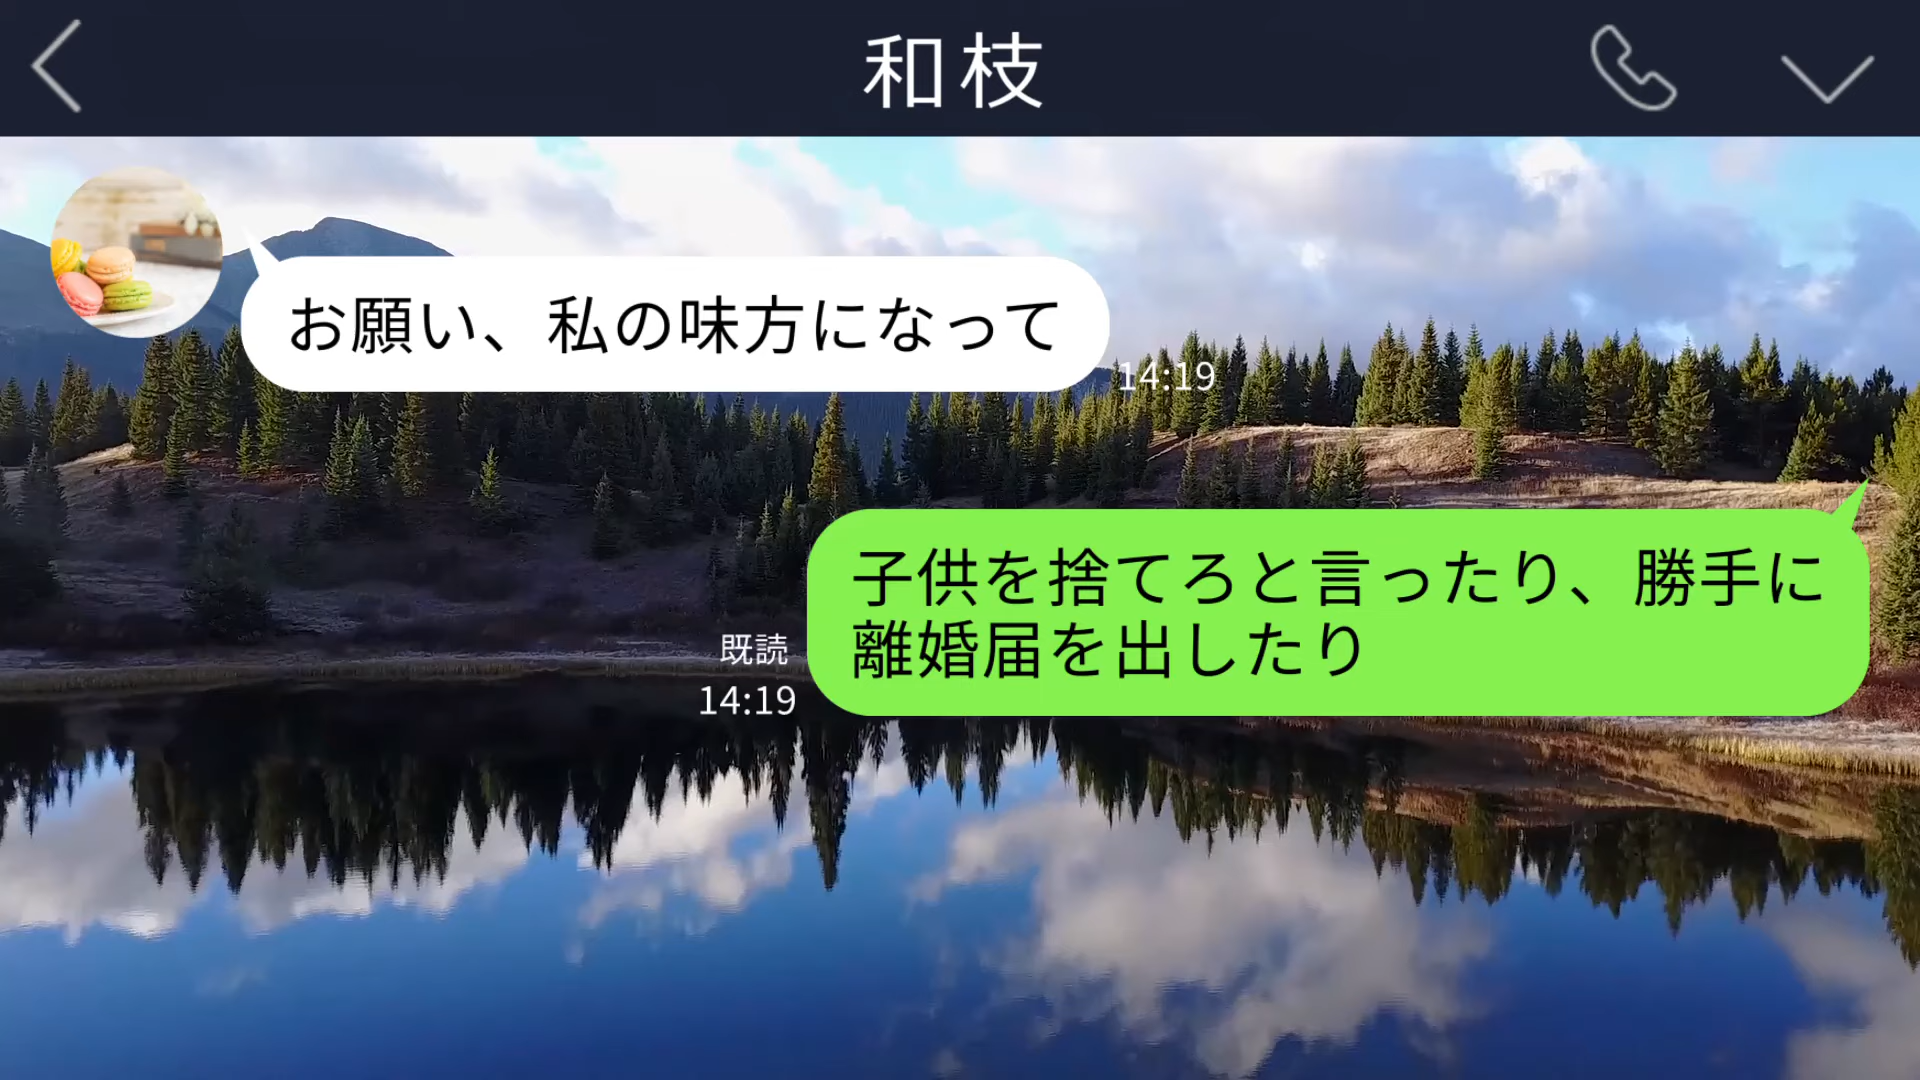 和枝
お願い、私の味方になって
14:19
子供を捨てろと言ったり、勝手に
離婚届を出したり
既読
14:19